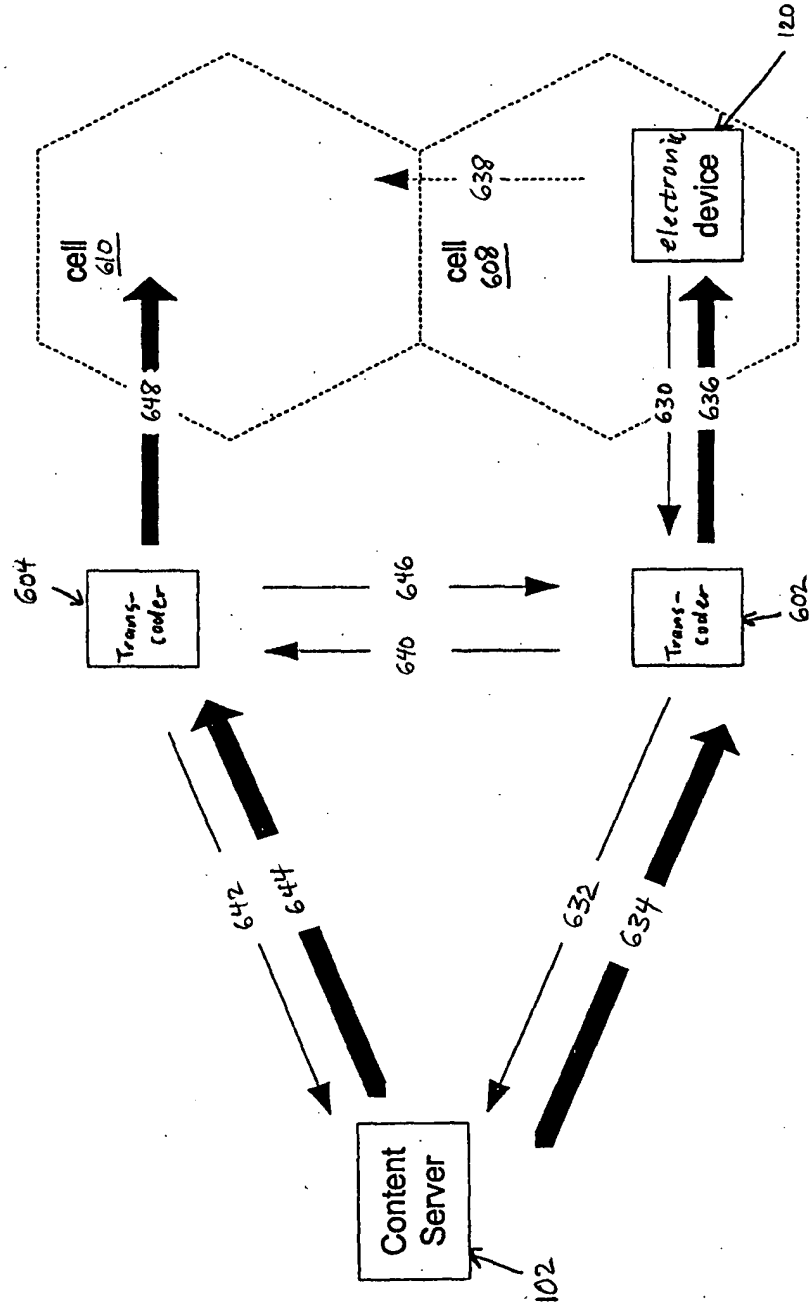 604
Trans-
coder
648
cell
610
638
cell
608
electronic
device
120
630
636
646
640
Trans-
coder
602
642
644
632
634
Content
Server
102